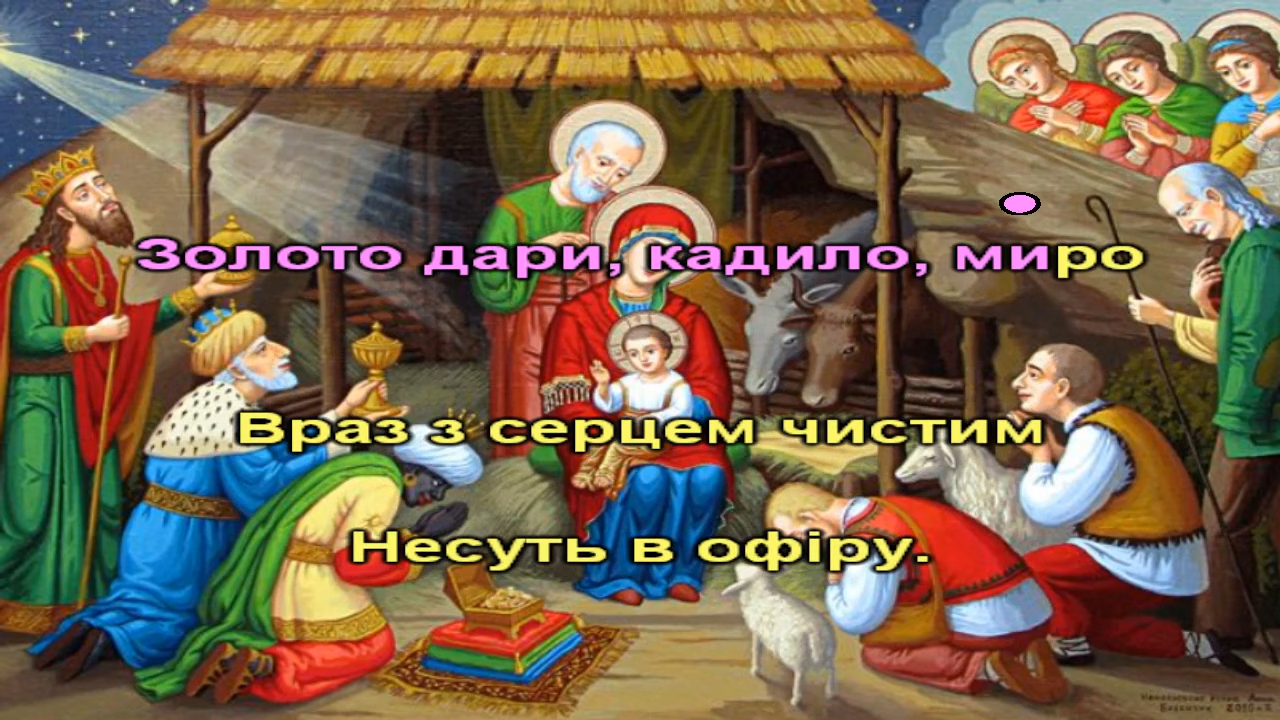 Золото дари, кадило, миро
Враз з серцем чистим
Несуть в офіру.